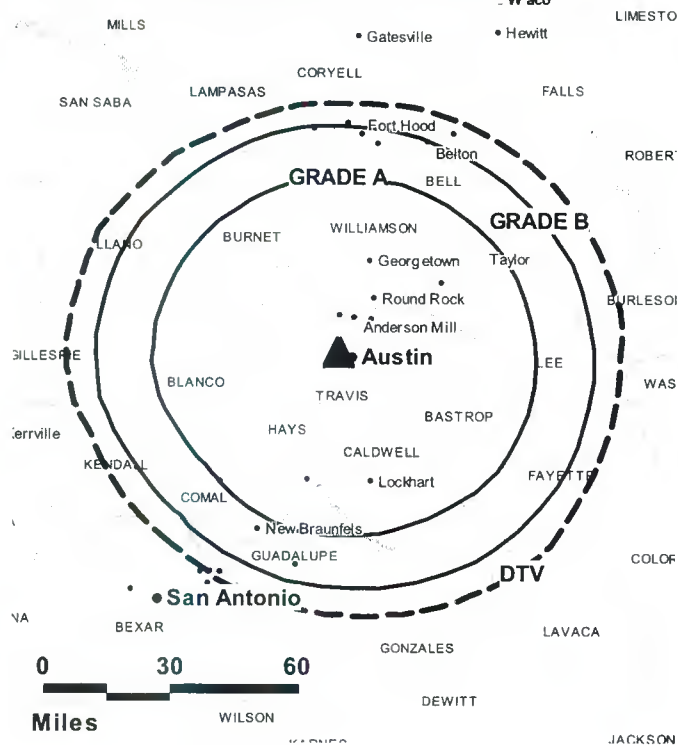 Waco
LIMESTO
MILLS
Gatesville
Hewitt
CORYELL
LAMPASAS
FALLS
SAN SABA
Fort Hood
Belton
ROBER
GRADE A
BELL
GRADE B
WILLIAMSON
BURNET
LLANO
Georgetown
Taylor
Round Rock
BURLESO
Anderson Mill
GILLESPIE
Austin
LEE
BLANCO
WAS
TRAVIS
BASTROP
HAYS
errville
CALDWELL
KENDALL
Lockhart
FAYETTE
COMAL
New Braunfels
GUADALUPE
COLOR
DTV
San Antonio
NA
BEXAR
LAVACA
GONZALES
0 30 60
DEWITT
Miles
WILSON
KARNES
JACKSON